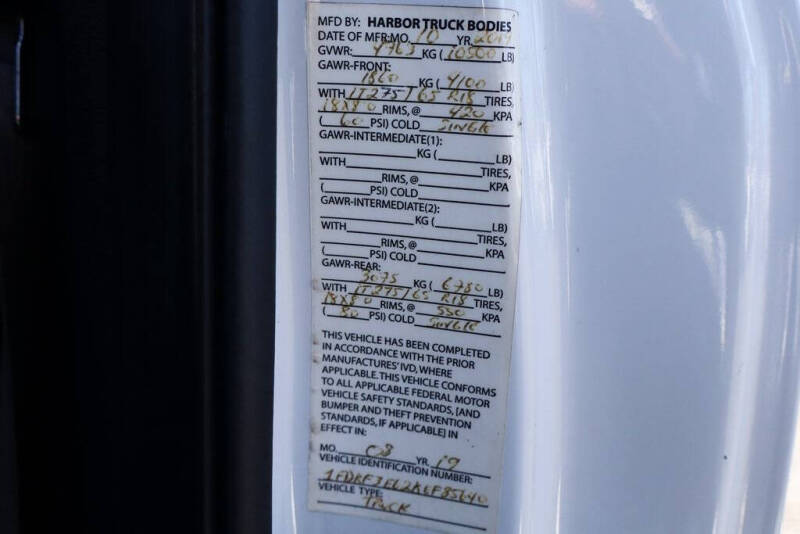 MFD BY: HARBOR TRUCK BODIES
DATE OF MFR:MO. 10 YR. 2019
GVWR: 4763 KG ( 10500 LB)
GAWR-FRONT:
1860 KG ( 4100 LB)
WITH LT275/65 R18 TIRES,
18X8.0 RIMS, @ 420 KPA
( 60 PSI) COLD SINGLE
GAWR-INTERMEDIATE(1):
KG ( LB)
WITH TIRES,
RIMS, @ KPA
( PSI) COLD
GAWR-INTERMEDIATE(2):
KG ( LB)
WITH TIRES,
RIMS, @ KPA
( PSI) COLD
GAWR-REAR:
3075 KG ( 6780 LB)
WITH LT275/65 R18 TIRES,
18X8.0 RIMS, @ 550 KPA
( 80 PSI) COLD SINGLE
THIS VEHICLE HAS BEEN COMPLETED
IN ACCORDANCE WITH THE PRIOR
MANUFACTURES' IVD, WHERE
APPLICABLE. THIS VEHICLE CONFORMS
TO ALL APPLICABLE FEDERAL MOTOR
VEHICLE SAFETY STANDARDS, [AND
BUMPER AND THEFT PREVENTION
STANDARDS, IF APPLICABLE] IN
EFFECT IN:
MO. 08 YR. 19
VEHICLE IDENTIFICATION NUMBER:
VEHICLE TYPE:
Truck